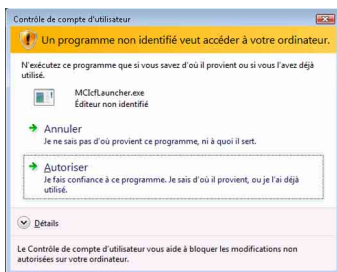 Contrôle de compte d'utilisateur
Un programme non identifié veut accéder à votre ordinateur.
N'exécutez ce programme que si vous savez d'où il provient ou si vous l'avez déjà
utilisé.
MCIcfLauncher.exe
Éditeur non identifié
Annuler
Je ne sais pas d'où provient ce programme, ni à quoi il sert.
Autoriser
Je fais confiance à ce programme. Je sais d'où il provient, ou je l'ai déjà
utilisé.
Détails
Le Contrôle de compte d'utilisateur vous aide à bloquer les modifications non
autorisées sur votre ordinateur.